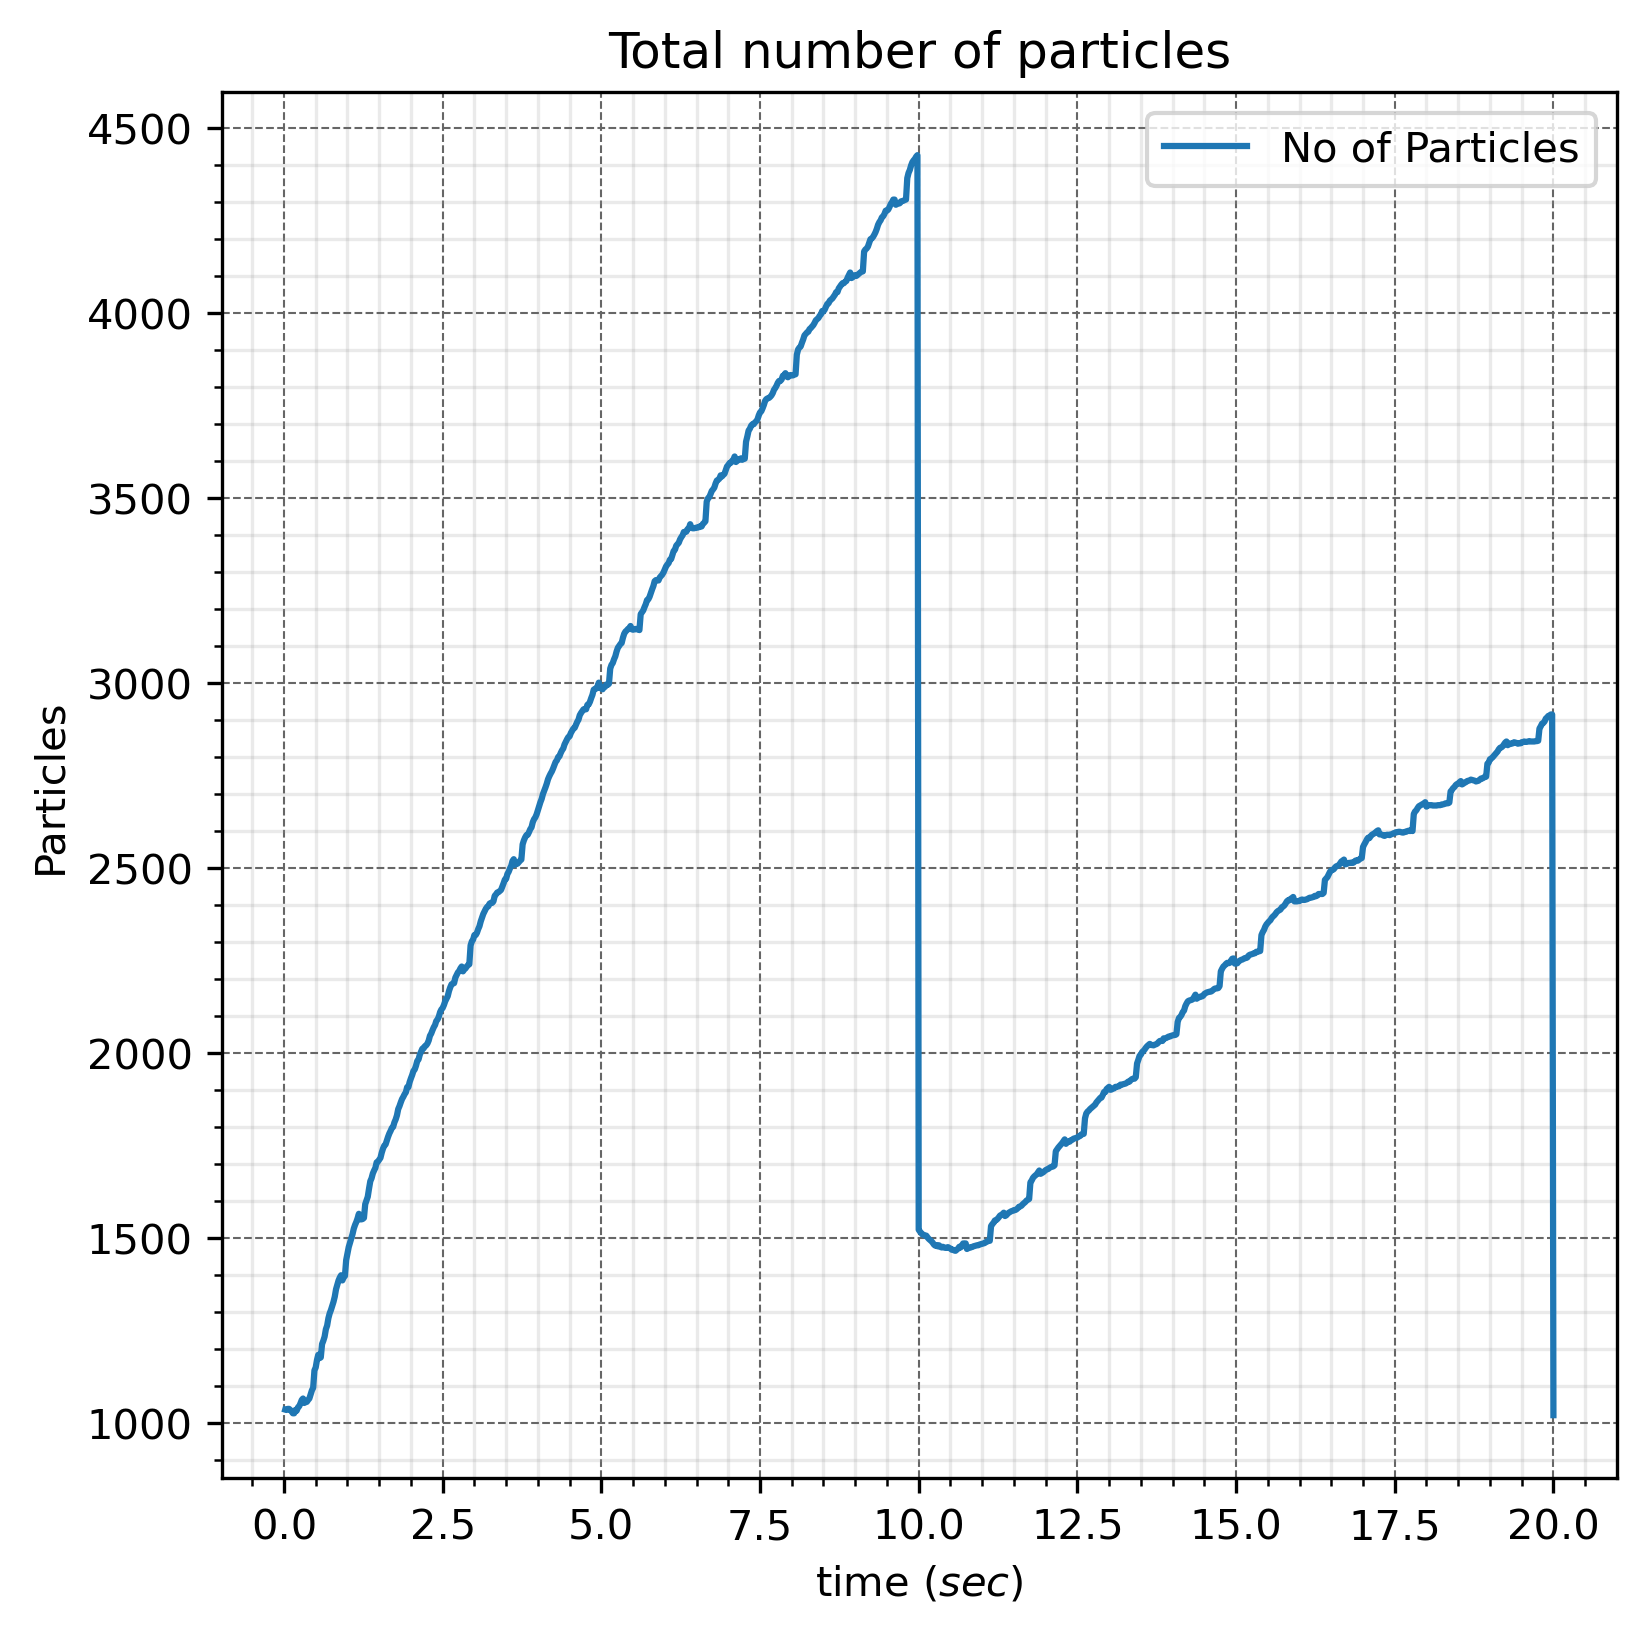 Total number of particles
No of Particles
4500
4000
3500
3000
2500
2000
1500
1000
Particles
0.0 2.5 5.0 7.5 10.0 12.5 15.0 17.5 20.0
time (sec)